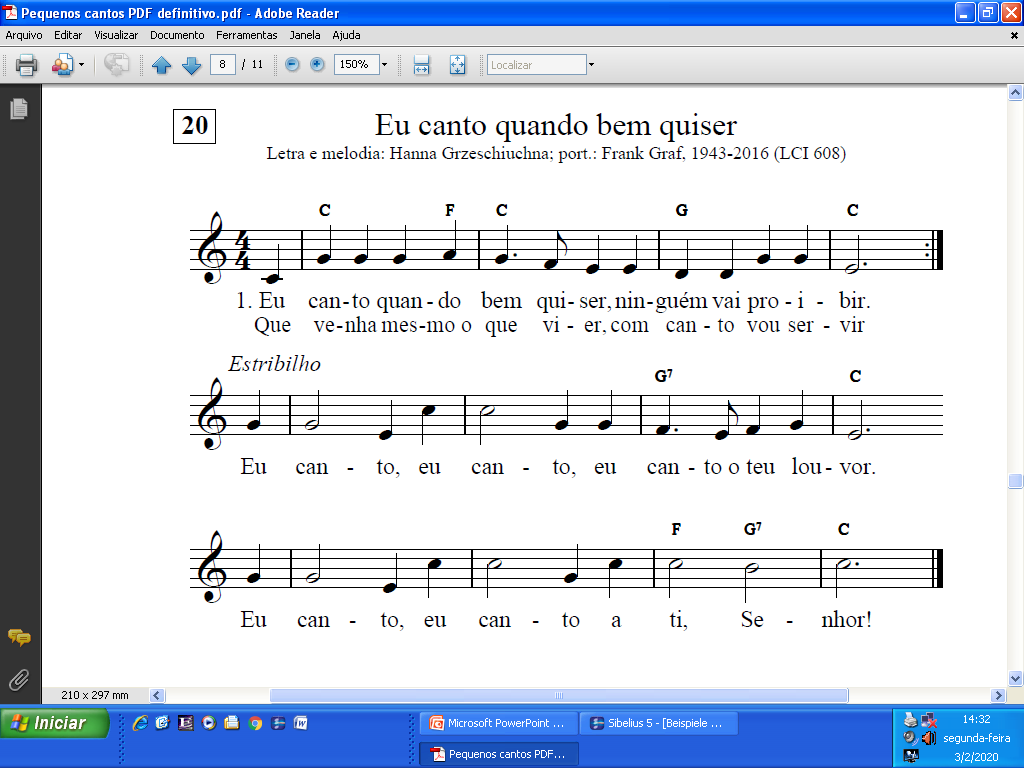 Pequenos cantos PDF definitivo.pdf - Adobe Reader
Arquivo Editar Visualizar Documento Ferramentas Janela Ajuda
8 / 11 150% Localizar
20 Eu canto quando bem quiser
Letra e melodia: Hanna Grzeschiuchna; port.: Frank Graf, 1943-2016 (LCI 608)
C F C G C
1. Eu can-to quan-do bem qui-ser, nin-guém vai pro-i-bir.
Que ve-nha mes-mo o que vi-er, com can-to vou ser-vir
Estribilho
G7 C
Eu can-to, eu can-to, eu can-to o teu lou-vor.
F G7 C
Eu can-to, eu can-to a ti, Se-nhor!
210 x 297 mm
Iniciar
Microsoft PowerPoint ...
Sibelius 5 - [Beispiele ...
Pequenos cantos PDF...
14:32
segunda-feira
3/2/2020